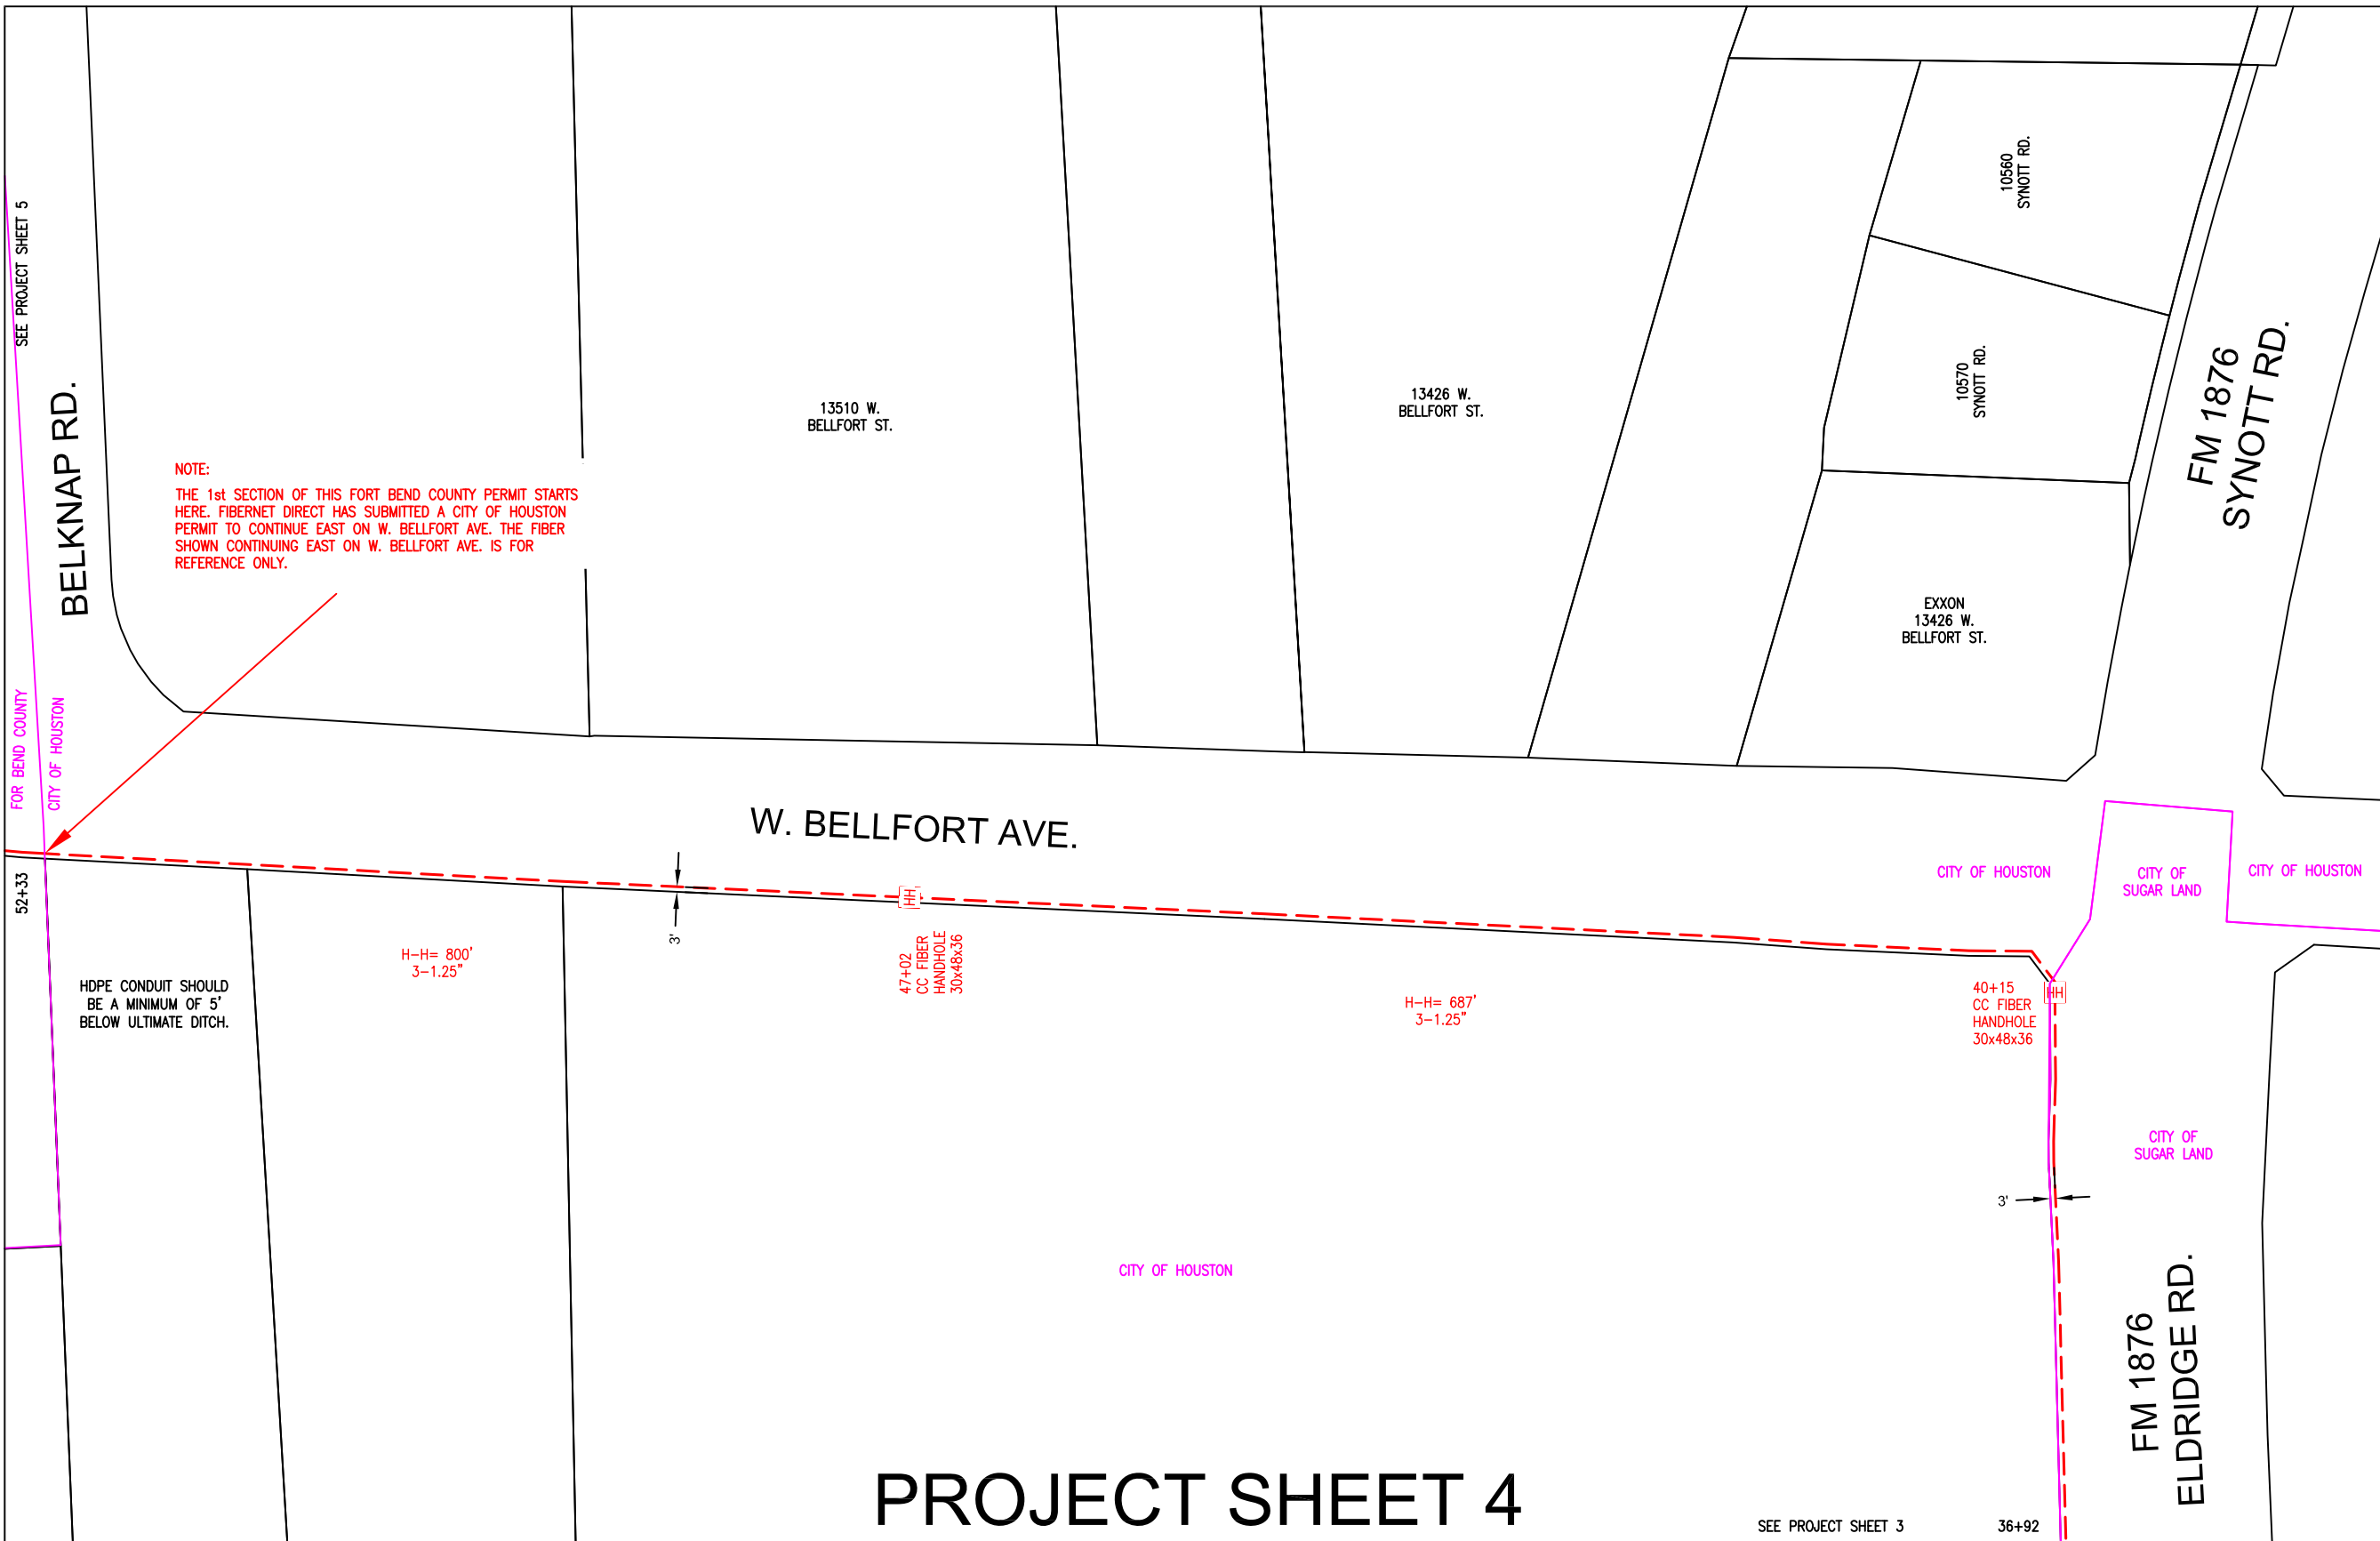 SEE PROJECT SHEET 5
BELKNAP RD.
NOTE:
THE 1st SECTION OF THIS FORT BEND COUNTY PERMIT STARTS
HERE. FIBERNET DIRECT HAS SUBMITTED A CITY OF HOUSTON
PERMIT TO CONTINUE EAST ON W. BELLFORT AVE. THE FIBER
SHOWN CONTINUING EAST ON W. BELLFORT AVE. IS FOR
REFERENCE ONLY.
13510 W.
BELLFORT ST.
13426 W.
BELLFORT ST.
10560
SYNOTT RD.
10570
SYNOTT RD.
EXXON
13426 W.
BELLFORT ST.
FM 1876
SYNOTT RD.
FOR BEND COUNTY
CITY OF HOUSTON
W. BELLFORT AVE.
CITY OF HOUSTON
CITY OF
SUGAR LAND
CITY OF HOUSTON
52+33
HDPE CONDUIT SHOULD
BE A MINIMUM OF 5'
BELOW ULTIMATE DITCH.
H-H= 800'
3-1.25"
3'
HH
47+02
CC FIBER
HANDHOLE
30x48x36
H-H= 687'
3-1.25"
40+15
CC FIBER
HANDHOLE
30x48x36
HH
CITY OF
SUGAR LAND
3'
CITY OF HOUSTON
FM 1876
ELDRIDGE RD.
PROJECT SHEET 4
SEE PROJECT SHEET 3
36+92